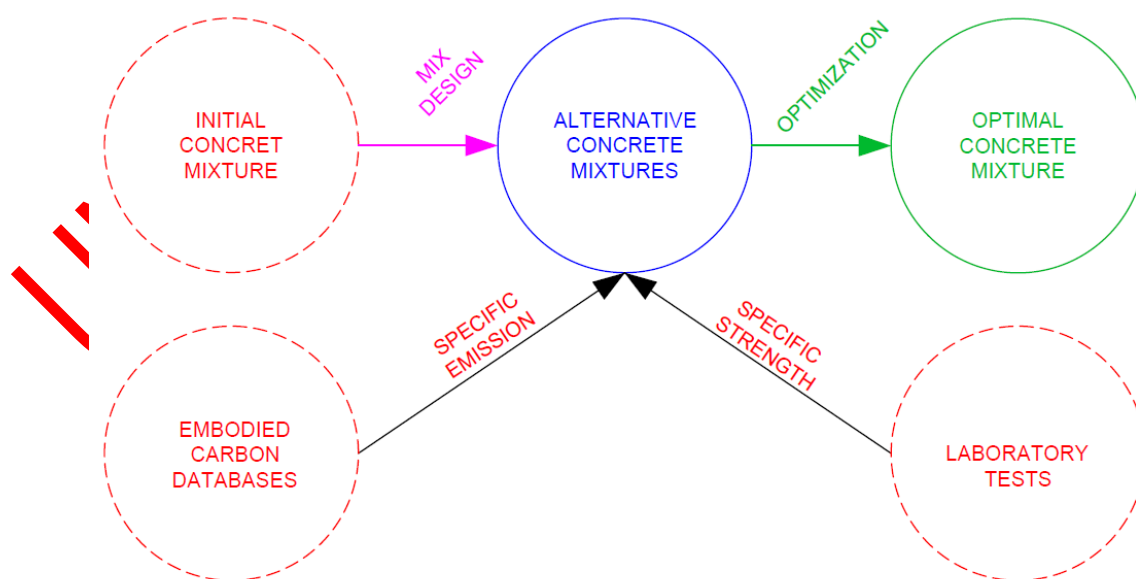 INITIAL
CONCRET
MIXTURE
MIX
DESIGN
ALTERNATIVE
CONCRETE
MIXTURES
OPTIMIZATION
OPTIMAL
CONCRETE
MIXTURE
EMBODIED
CARBON
DATABASES
SPECIFIC
EMISSION
SPECIFIC
STRENGTH
LABORATORY
TESTS